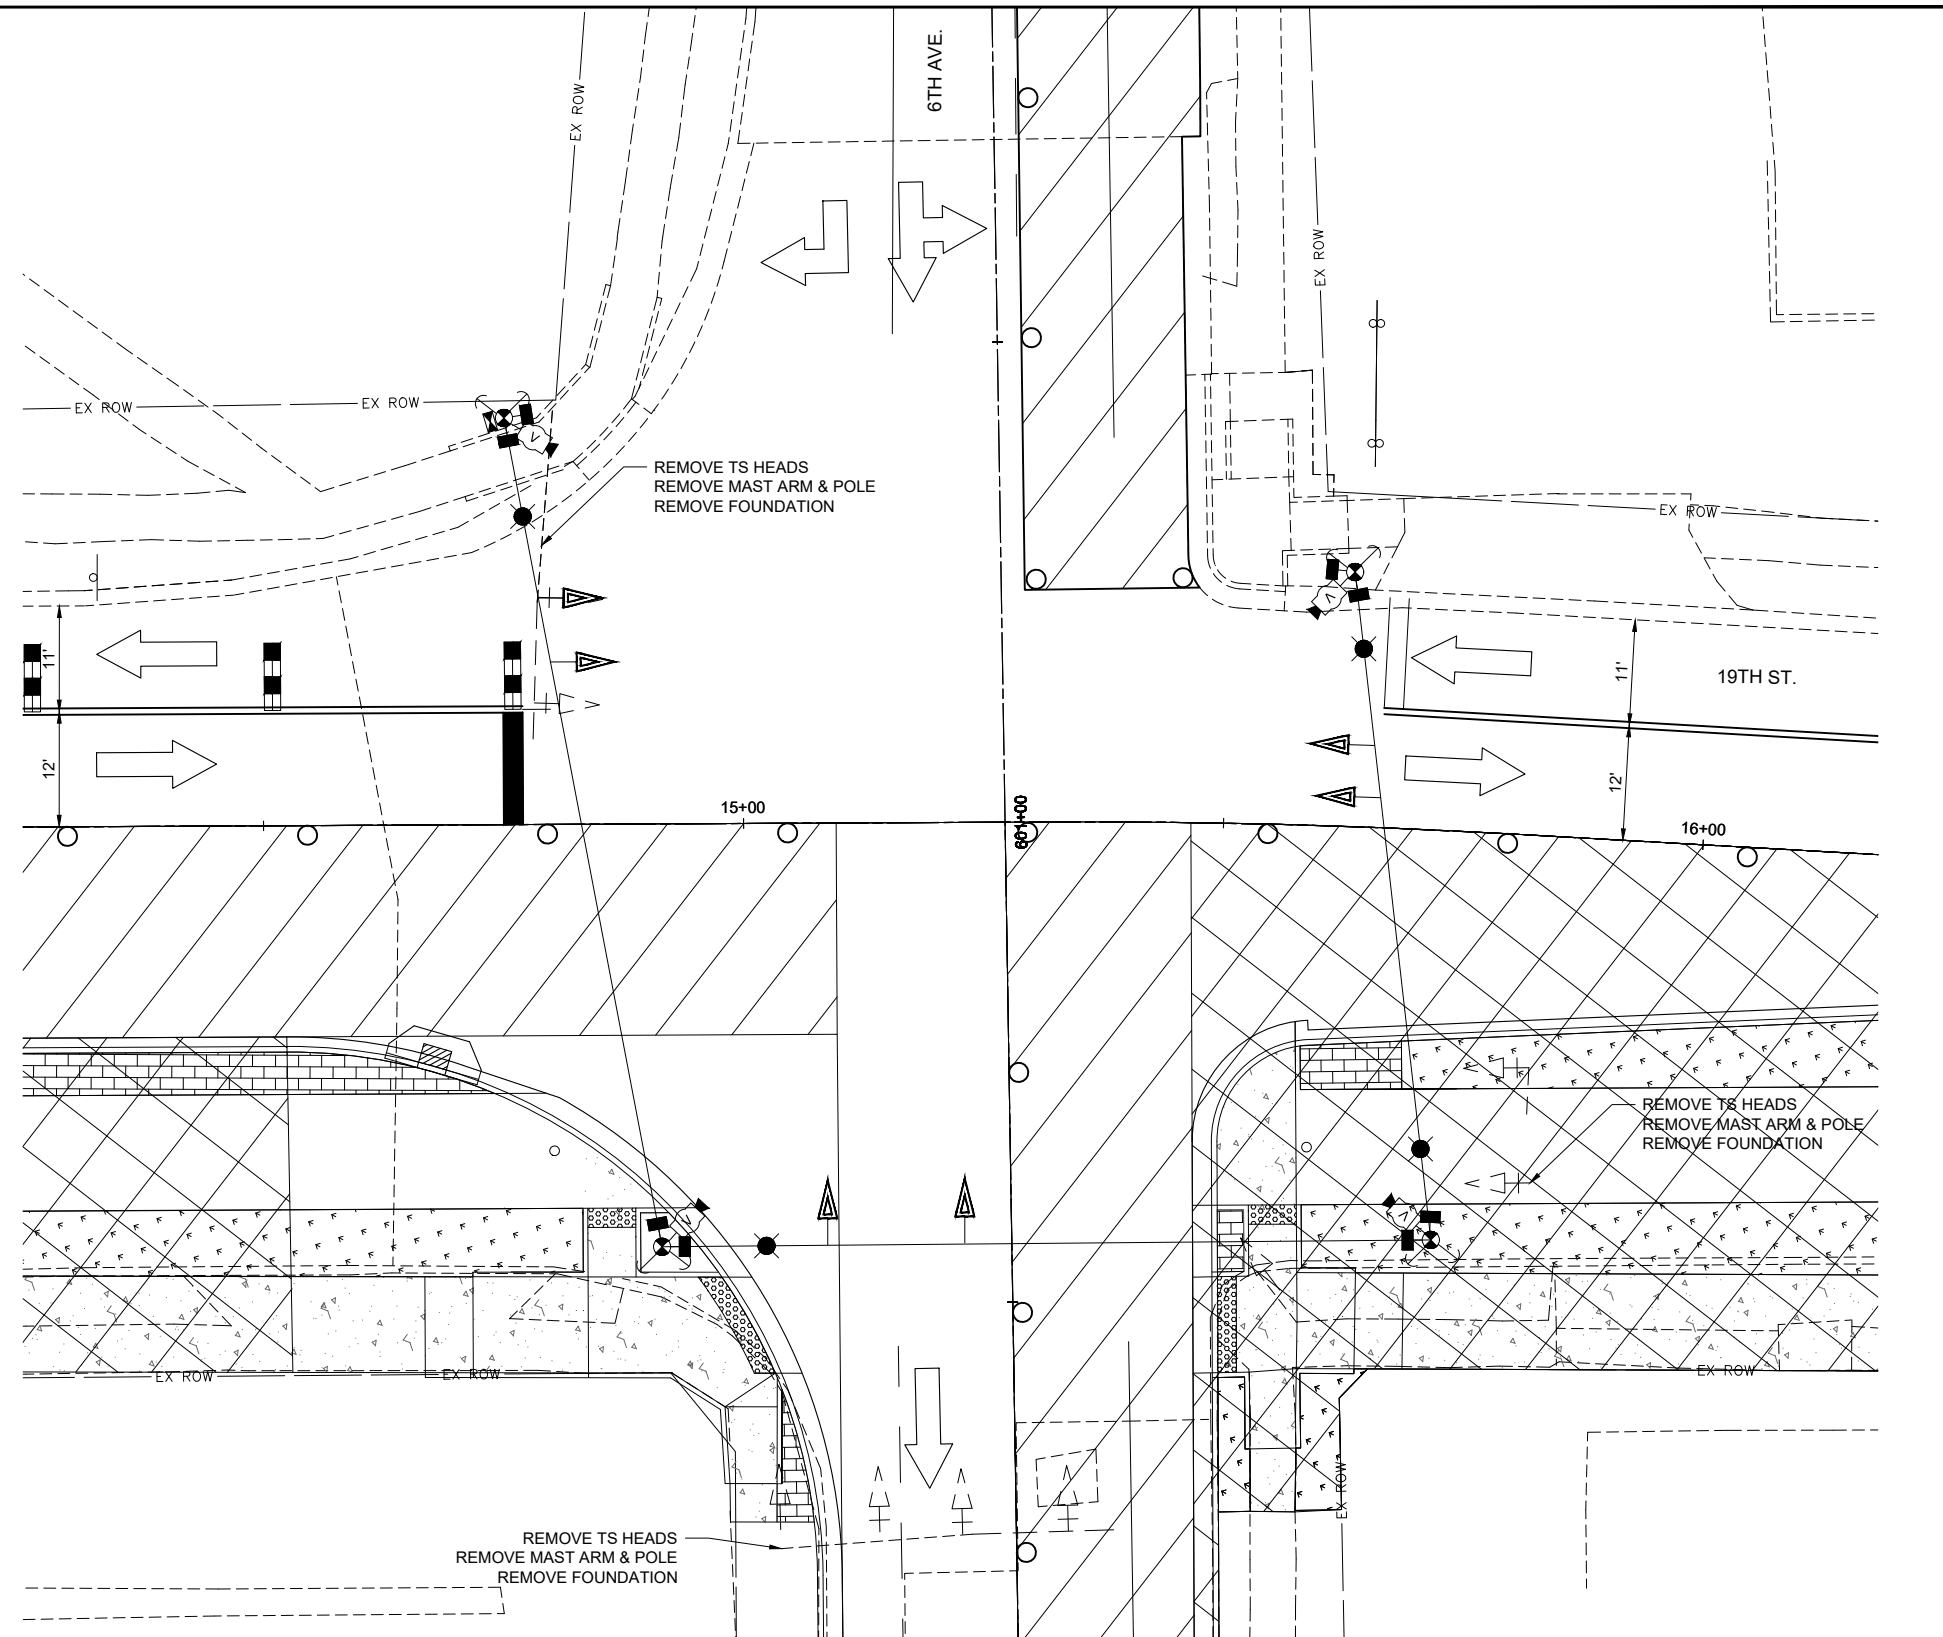 6TH AVE.
EX ROW
EX ROW
EX ROW
EX ROW
REMOVE TS HEADS
REMOVE MAST ARM & POLE
REMOVE FOUNDATION
EX ROW
11'
11'
19TH ST.
12'
12'
15+00
601+00
16+00
REMOVE TS HEADS
REMOVE MAST ARM & POLE
REMOVE FOUNDATION
EX ROW
EX ROW
EX ROW
EX ROW
REMOVE TS HEADS
REMOVE MAST ARM & POLE
REMOVE FOUNDATION